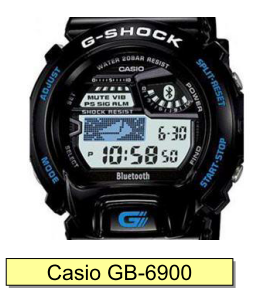 G-SHOCK
WATER 20BAR RESIST
CASIO
ADJUST
SPLIT-RESET
MUTE VIB
PS SIG ALM
SHOCK RESIST
POWER
6-30
P 10:58 50
SELECT
FIND
MODE
START-STOP
Bluetooth
G
Casio GB-6900